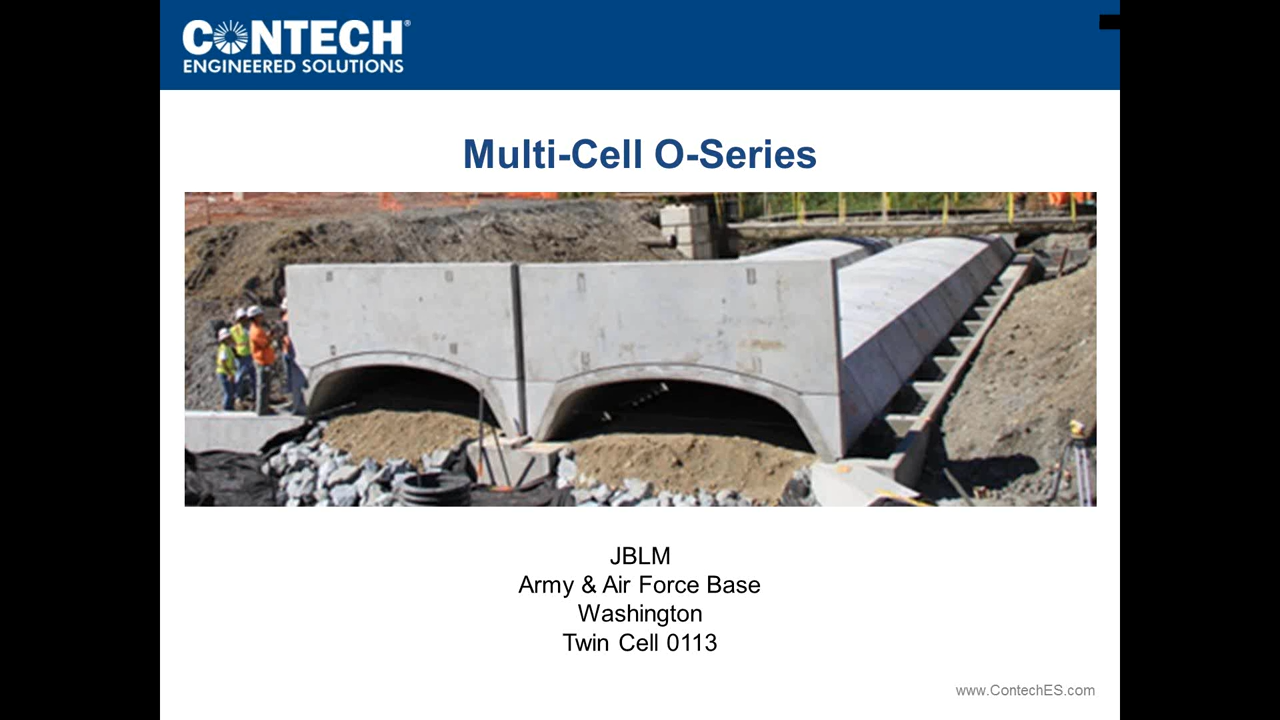 CONTECH®
ENGINEERED SOLUTIONS
Multi-Cell O-Series
JBLM
Army & Air Force Base
Washington
Twin Cell 0113
www.ContechES.com